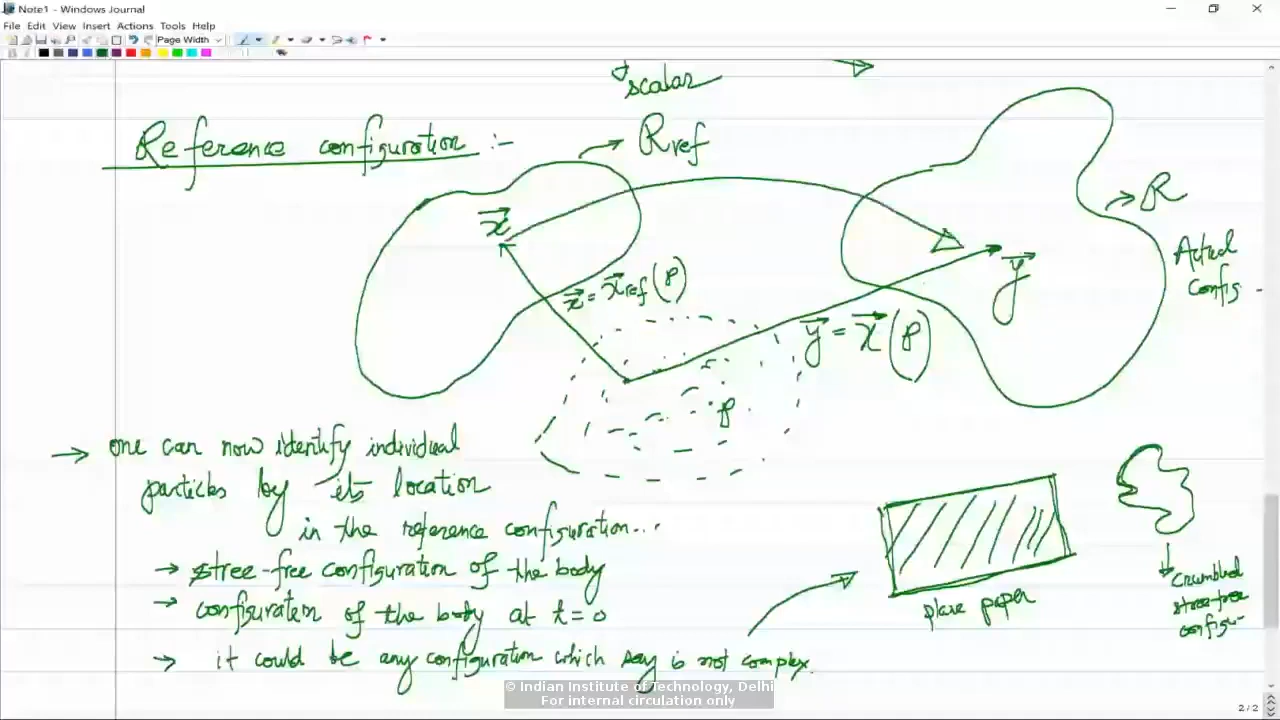 Note1 - Windows Journal
File Edit View Insert Actions Tools Help
Page Width
scalar
Reference configuration :-
Rref
R
x
x = xref (p)
y
y = x (p)
Actual
Config.
p
→ one can now identify individual
particles by its location
in the reference configuration...
→ stree-free configuration of the body
→ configuration of the body at t=0
→ it could be any configuration which say is not complex.
plane paper
Crumbled
stree-free
config
© Indian Institute of Technology, Delhi
For internal circulation only
2 / 2